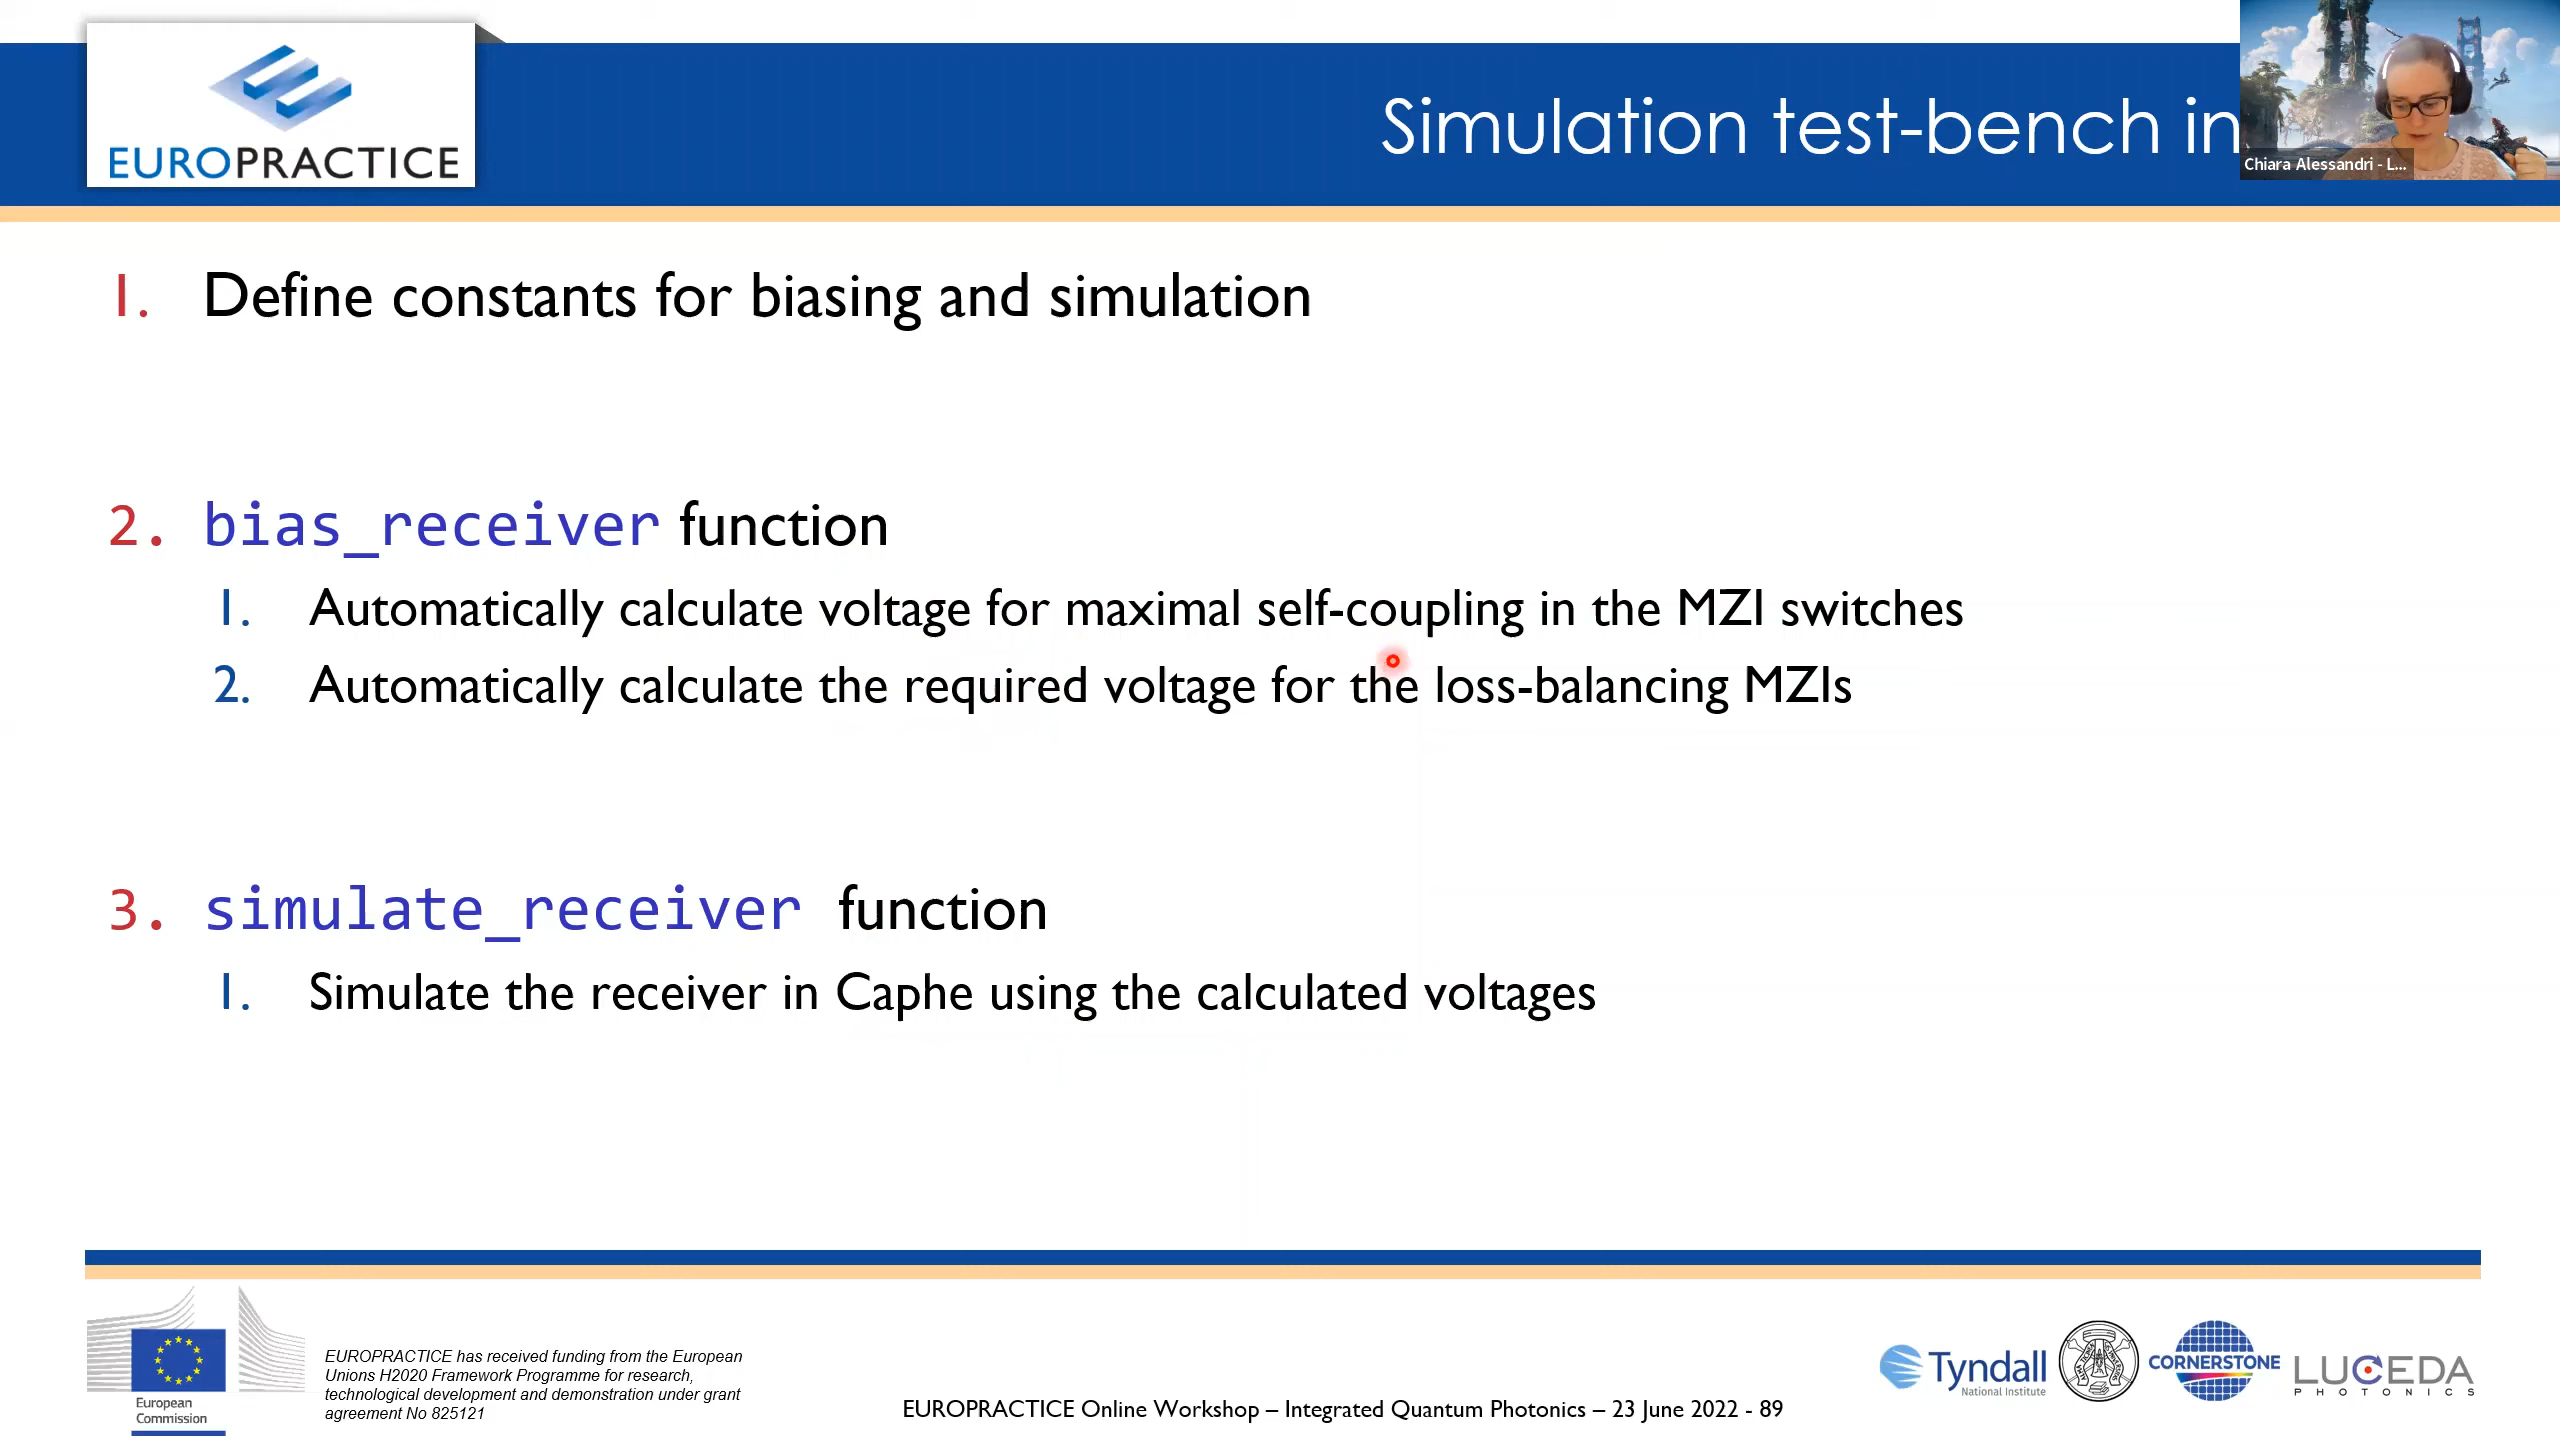 EUROPRACTICE
Simulation test-bench in
Chiara Alessandri - L...
1. Define constants for biasing and simulation
2. bias_receiver function
1. Automatically calculate voltage for maximal self-coupling in the MZI switches
2. Automatically calculate the required voltage for the loss-balancing MZIs
3. simulate_receiver function
1. Simulate the receiver in Caphe using the calculated voltages
European
Commission
EUROPRACTICE has received funding from the European
Unions H2020 Framework Programme for research,
technological development and demonstration under grant
agreement No 825121
EUROPRACTICE Online Workshop – Integrated Quantum Photonics – 23 June 2022 - 89
Tyndall
National Institute
CORNERSTONE
LUCEDA
PHOTONICS